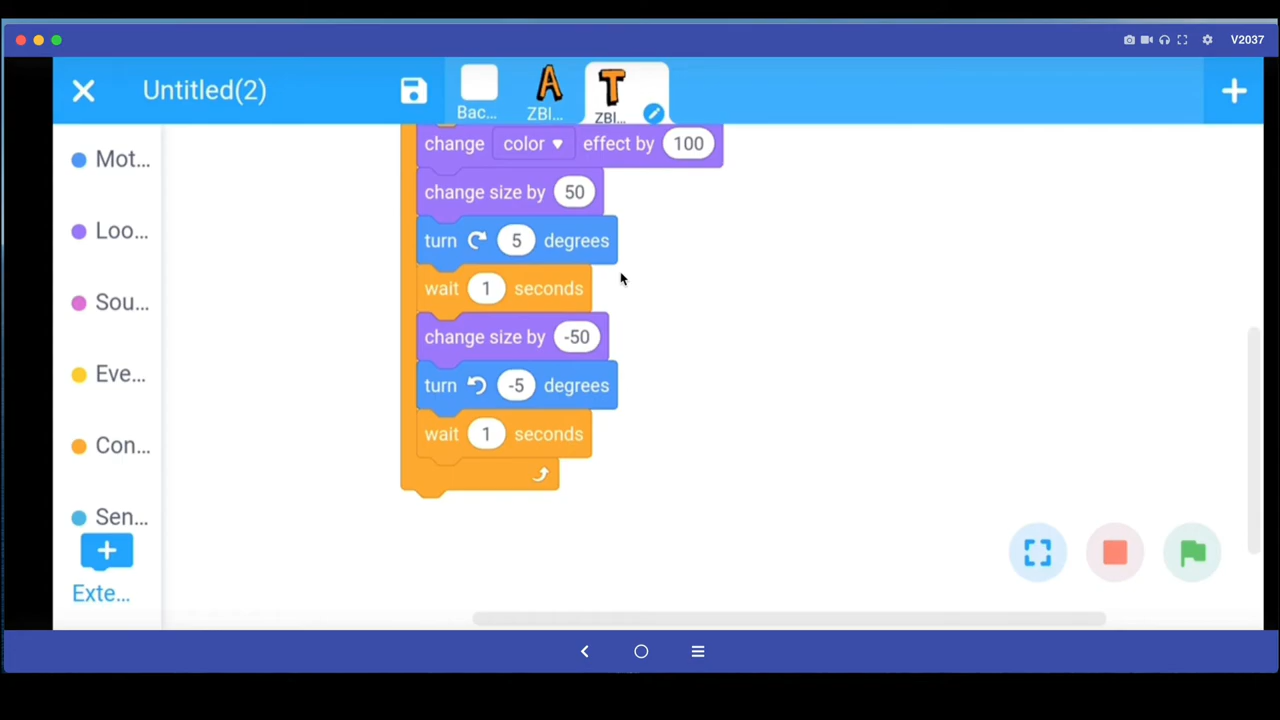 V2037
Untitled(2)
Bac...
A
ZBl...
T
ZBl...
Mot...
Loo...
Sou...
Eve...
Con...
Sen...
Exte...
change color effect by 100
change size by 50
turn 5 degrees
wait 1 seconds
change size by -50
turn -5 degrees
wait 1 seconds